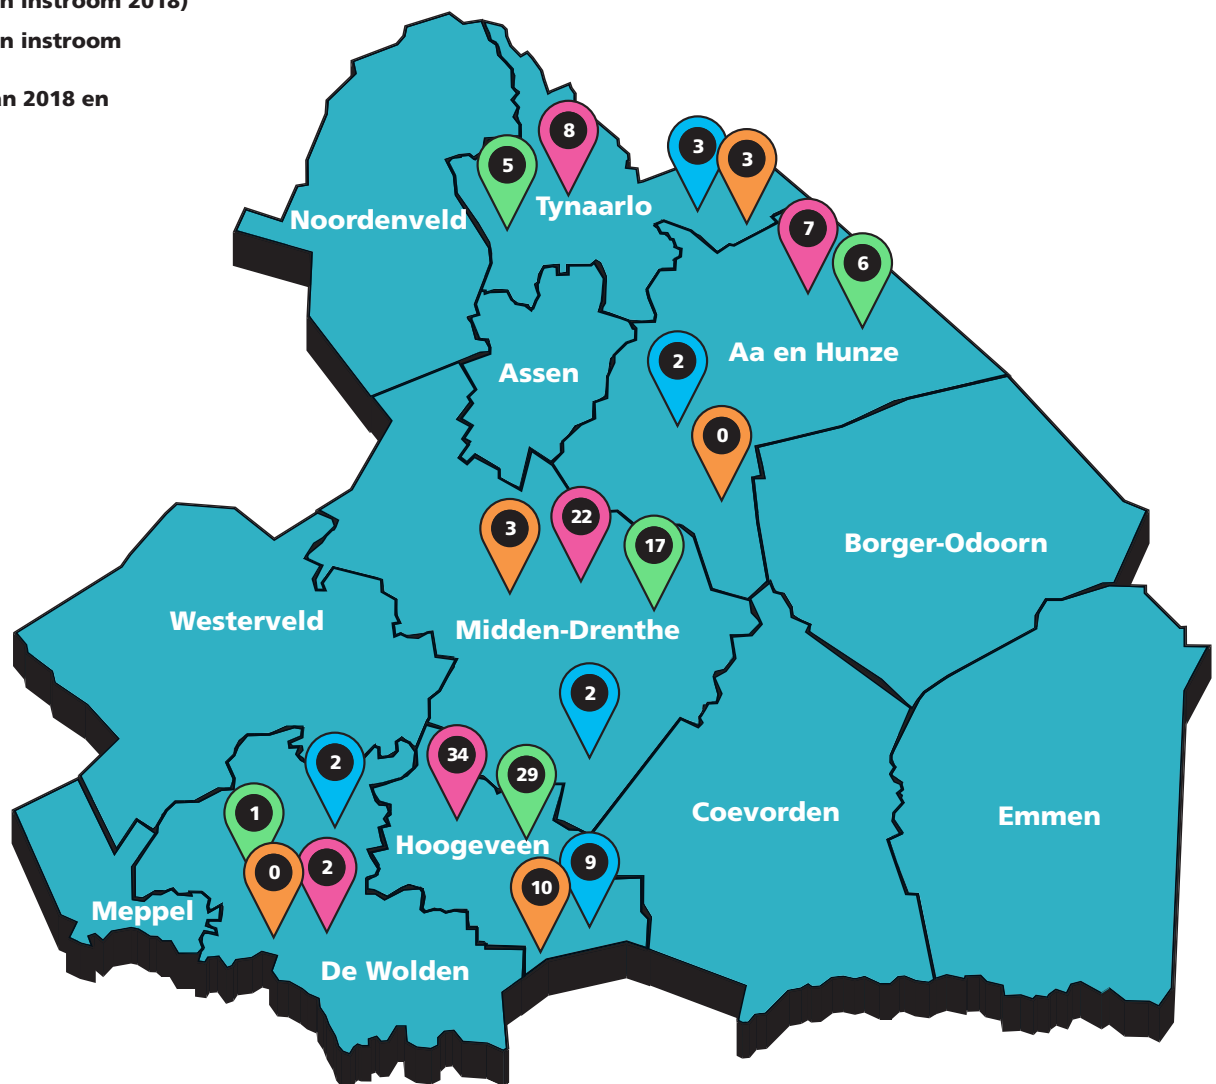 n instroom 2018)
n instroom
an 2018 en
8
3
3
5
Tynaarlo
Noordenveld
7
6
2
Aa en Hunze
Assen
0
3
22
17
Borger-Odoorn
Westerveld
Midden-Drenthe
2
34
29
2
1
Coevorden
Emmen
Hoogeveen
9
10
0
2
Meppel
De Wolden